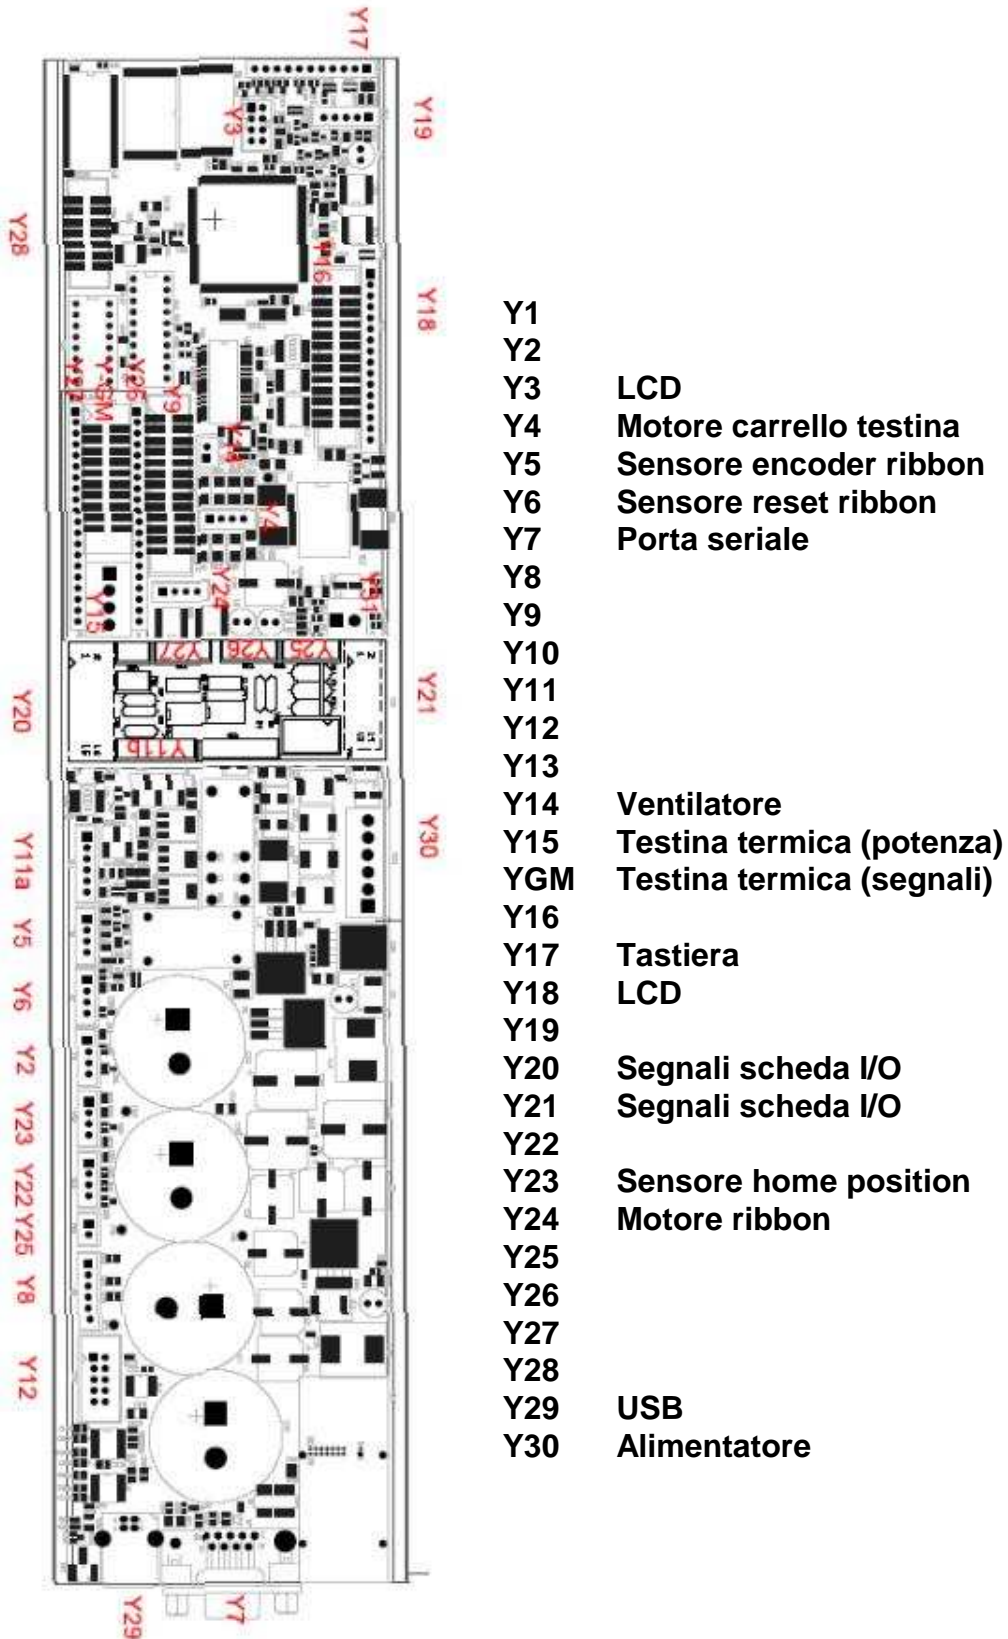 Y17
Y3
Y19
Y28
Y16
Y18
Y-GM
Y26
Y9
Y4
Y24
Y31
Y15
Y27
Y26
Y25
Y20
Y21
Y11b
Y30
Y11a
Y5
Y6
Y2
Y23
Y22
Y25
Y8
Y12
Y29
Y7
Y1
Y2
Y3 LCD
Y4 Motore carrello testina
Y5 Sensore encoder ribbon
Y6 Sensore reset ribbon
Y7 Porta seriale
Y8
Y9
Y10
Y11
Y12
Y13
Y14 Ventilatore
Y15 Testina termica (potenza)
YGM Testina termica (segnali)
Y16
Y17 Tastiera
Y18 LCD
Y19
Y20 Segnali scheda I/O
Y21 Segnali scheda I/O
Y22
Y23 Sensore home position
Y24 Motore ribbon
Y25
Y26
Y27
Y28
Y29 USB
Y30 Alimentatore